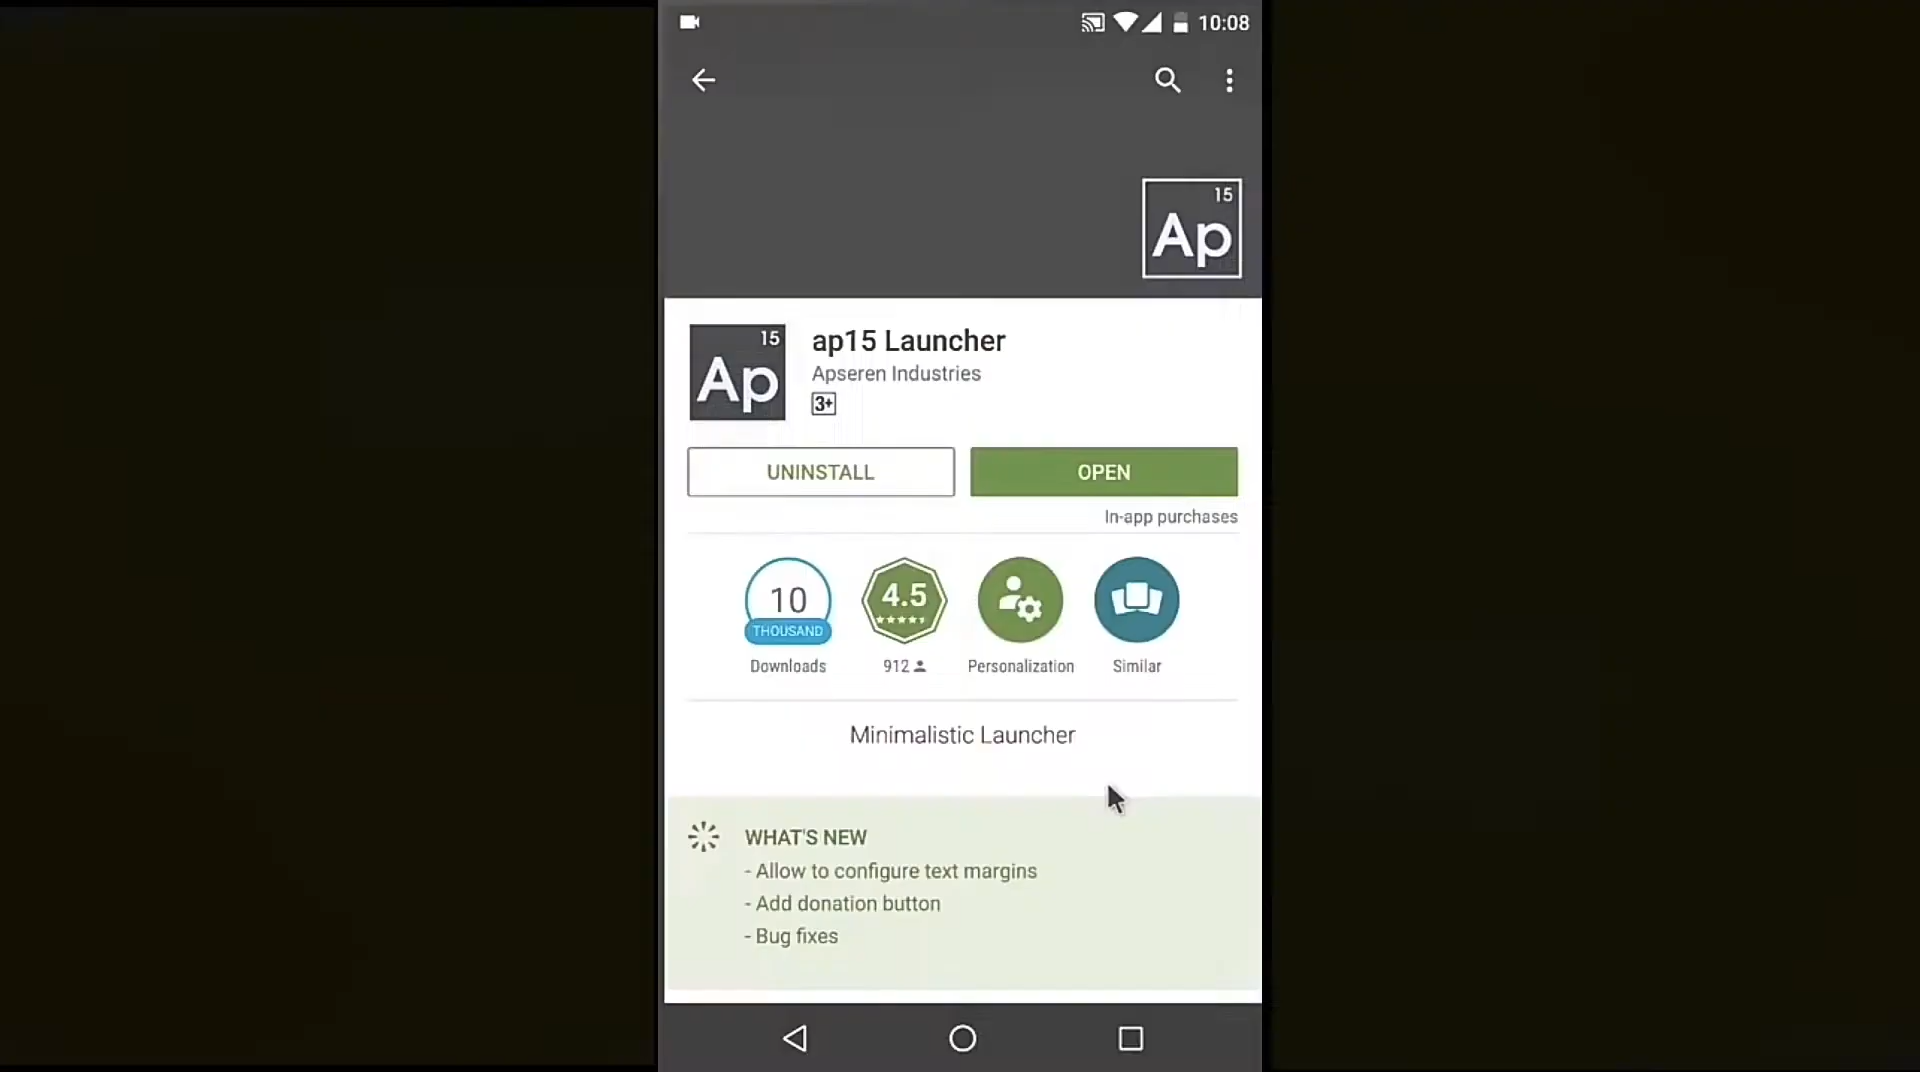 10:08
15
Ap
15
Ap
ap15 Launcher
Apseren Industries
3+
UNINSTALL
OPEN
In-app purchases
10
THOUSAND
4.5
Downloads
912
Personalization
Similar
Minimalistic Launcher
WHAT'S NEW
- Allow to configure text margins
- Add donation button
- Bug fixes